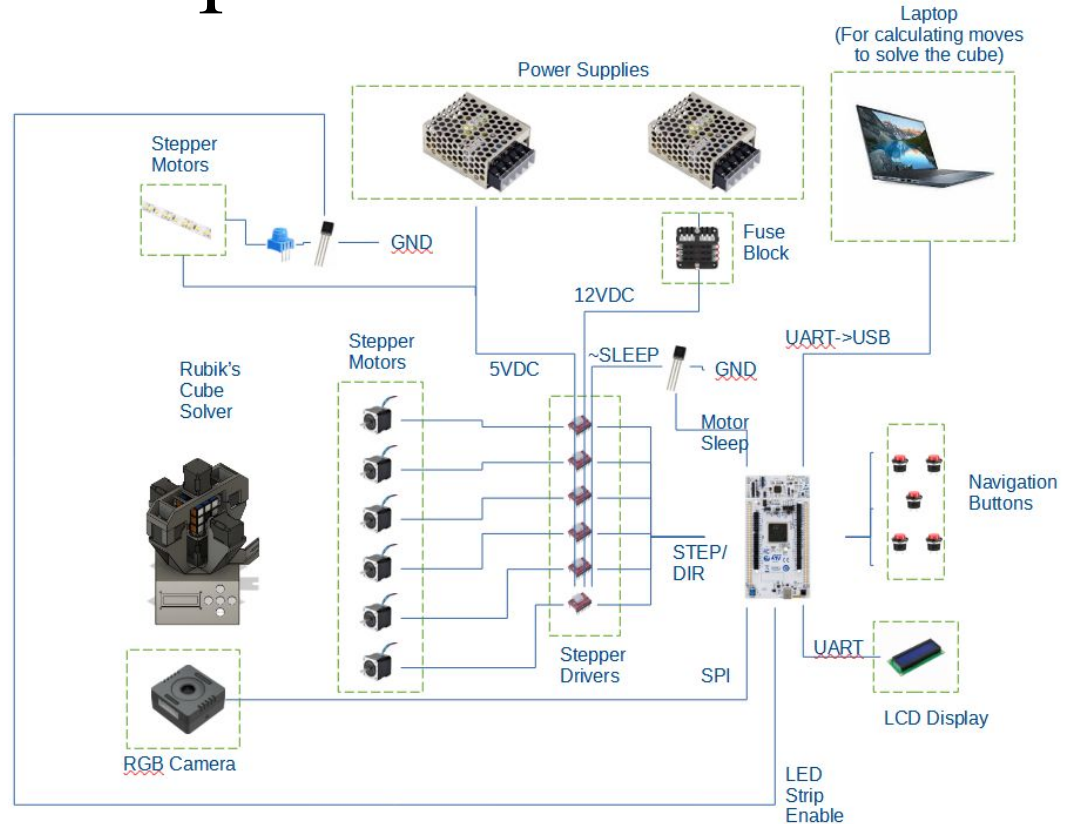 Laptop
(For calculating moves
to solve the cube)
Power Supplies
Stepper
Motors
GND
Fuse
Block
12VDC
UART->USB
Stepper
Motors
~SLEEP
GND
5VDC
Rubik's
Cube
Solver
Motor
Sleep
Navigation
Buttons
STEP/
DIR
Stepper
Drivers
UART
SPI
LCD Display
RGB Camera
LED
Strip
Enable